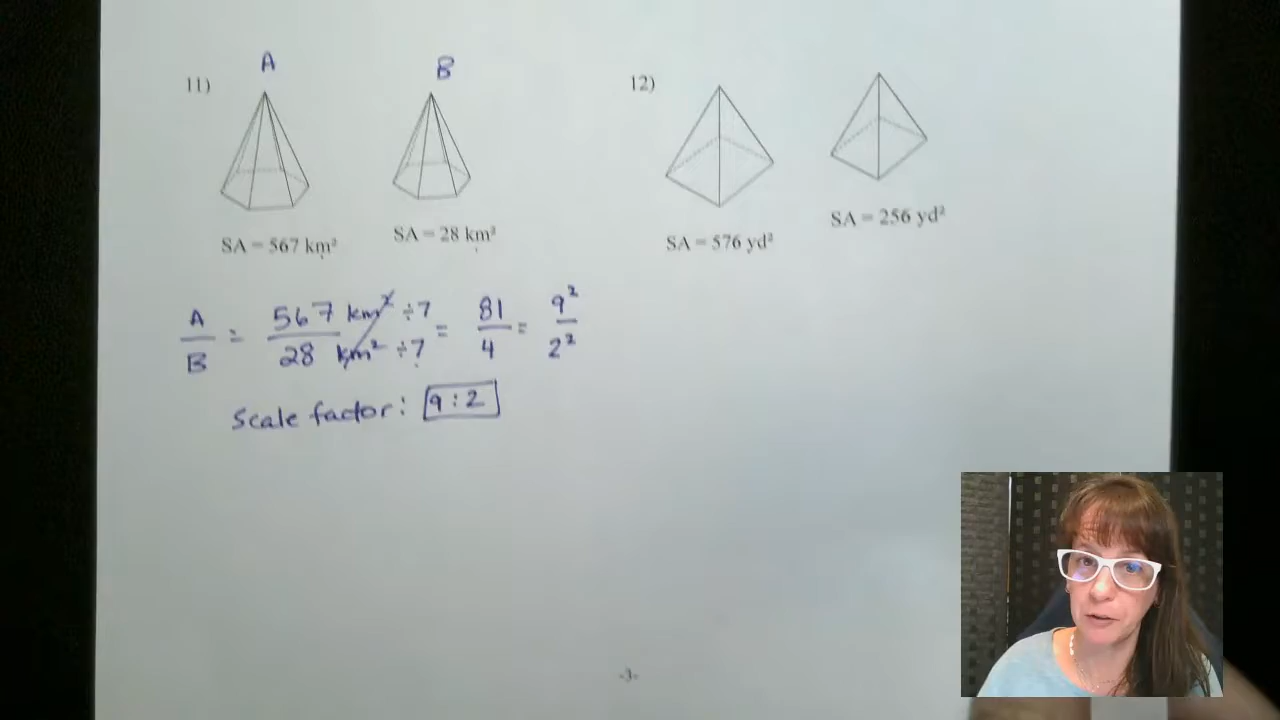 A B
11)
SA = 567 km²
SA = 28 km²
A/B = 567 km² ÷7 / 28 km² ÷7 = 81/4 = 9²/2²
Scale factor: 9 : 2
12)
SA = 576 yd²
SA = 256 yd²
-3-